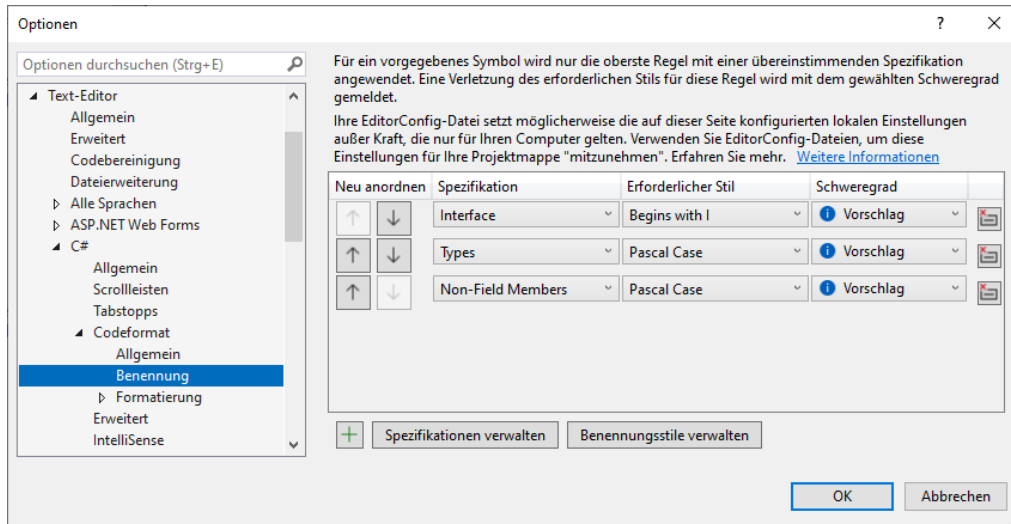 Optionen
?
Optionen durchsuchen (Strg+E)
Text-Editor
Allgemein
Erweitert
Codebereinigung
Dateierweiterung
Alle Sprachen
ASP.NET Web Forms
C#
Allgemein
Scrollleisten
Tabstopps
Codeformat
Allgemein
Benennung
Formatierung
Erweitert
IntelliSense
Für ein vorgegebenes Symbol wird nur die oberste Regel mit einer übereinstimmenden Spezifikation
angewendet. Eine Verletzung des erforderlichen Stils für diese Regel wird mit dem gewählten Schweregrad
gemeldet.
Ihre EditorConfig-Datei setzt möglicherweise die auf dieser Seite konfigurierten lokalen Einstellungen
außer Kraft, die nur für Ihren Computer gelten. Verwenden Sie EditorConfig-Dateien, um diese
Einstellungen für Ihre Projektmappe "mitzunehmen". Erfahren Sie mehr. Weitere Informationen
Neu anordnen Spezifikation Erforderlicher Stil Schweregrad
Interface Begins with I Vorschlag
Types Pascal Case Vorschlag
Non-Field Members Pascal Case Vorschlag
Spezifikationen verwalten Benennungsstile verwalten
OK Abbrechen